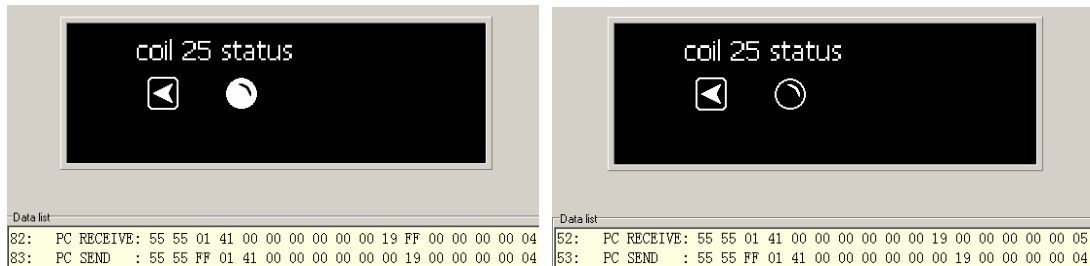 coil 25 status
Data list
82: PC RECEIVE: 55 55 01 41 00 00 00 00 00 00 19 FF 00 00 00 00 04
83: PC SEND : 55 55 FF 01 41 00 00 00 00 00 00 19 00 00 00 00 04
coil 25 status
Data list
52: PC RECEIVE: 55 55 01 41 00 00 00 00 00 00 19 00 00 00 00 00 05
53: PC SEND : 55 55 FF 01 41 00 00 00 00 00 00 19 00 00 00 00 04